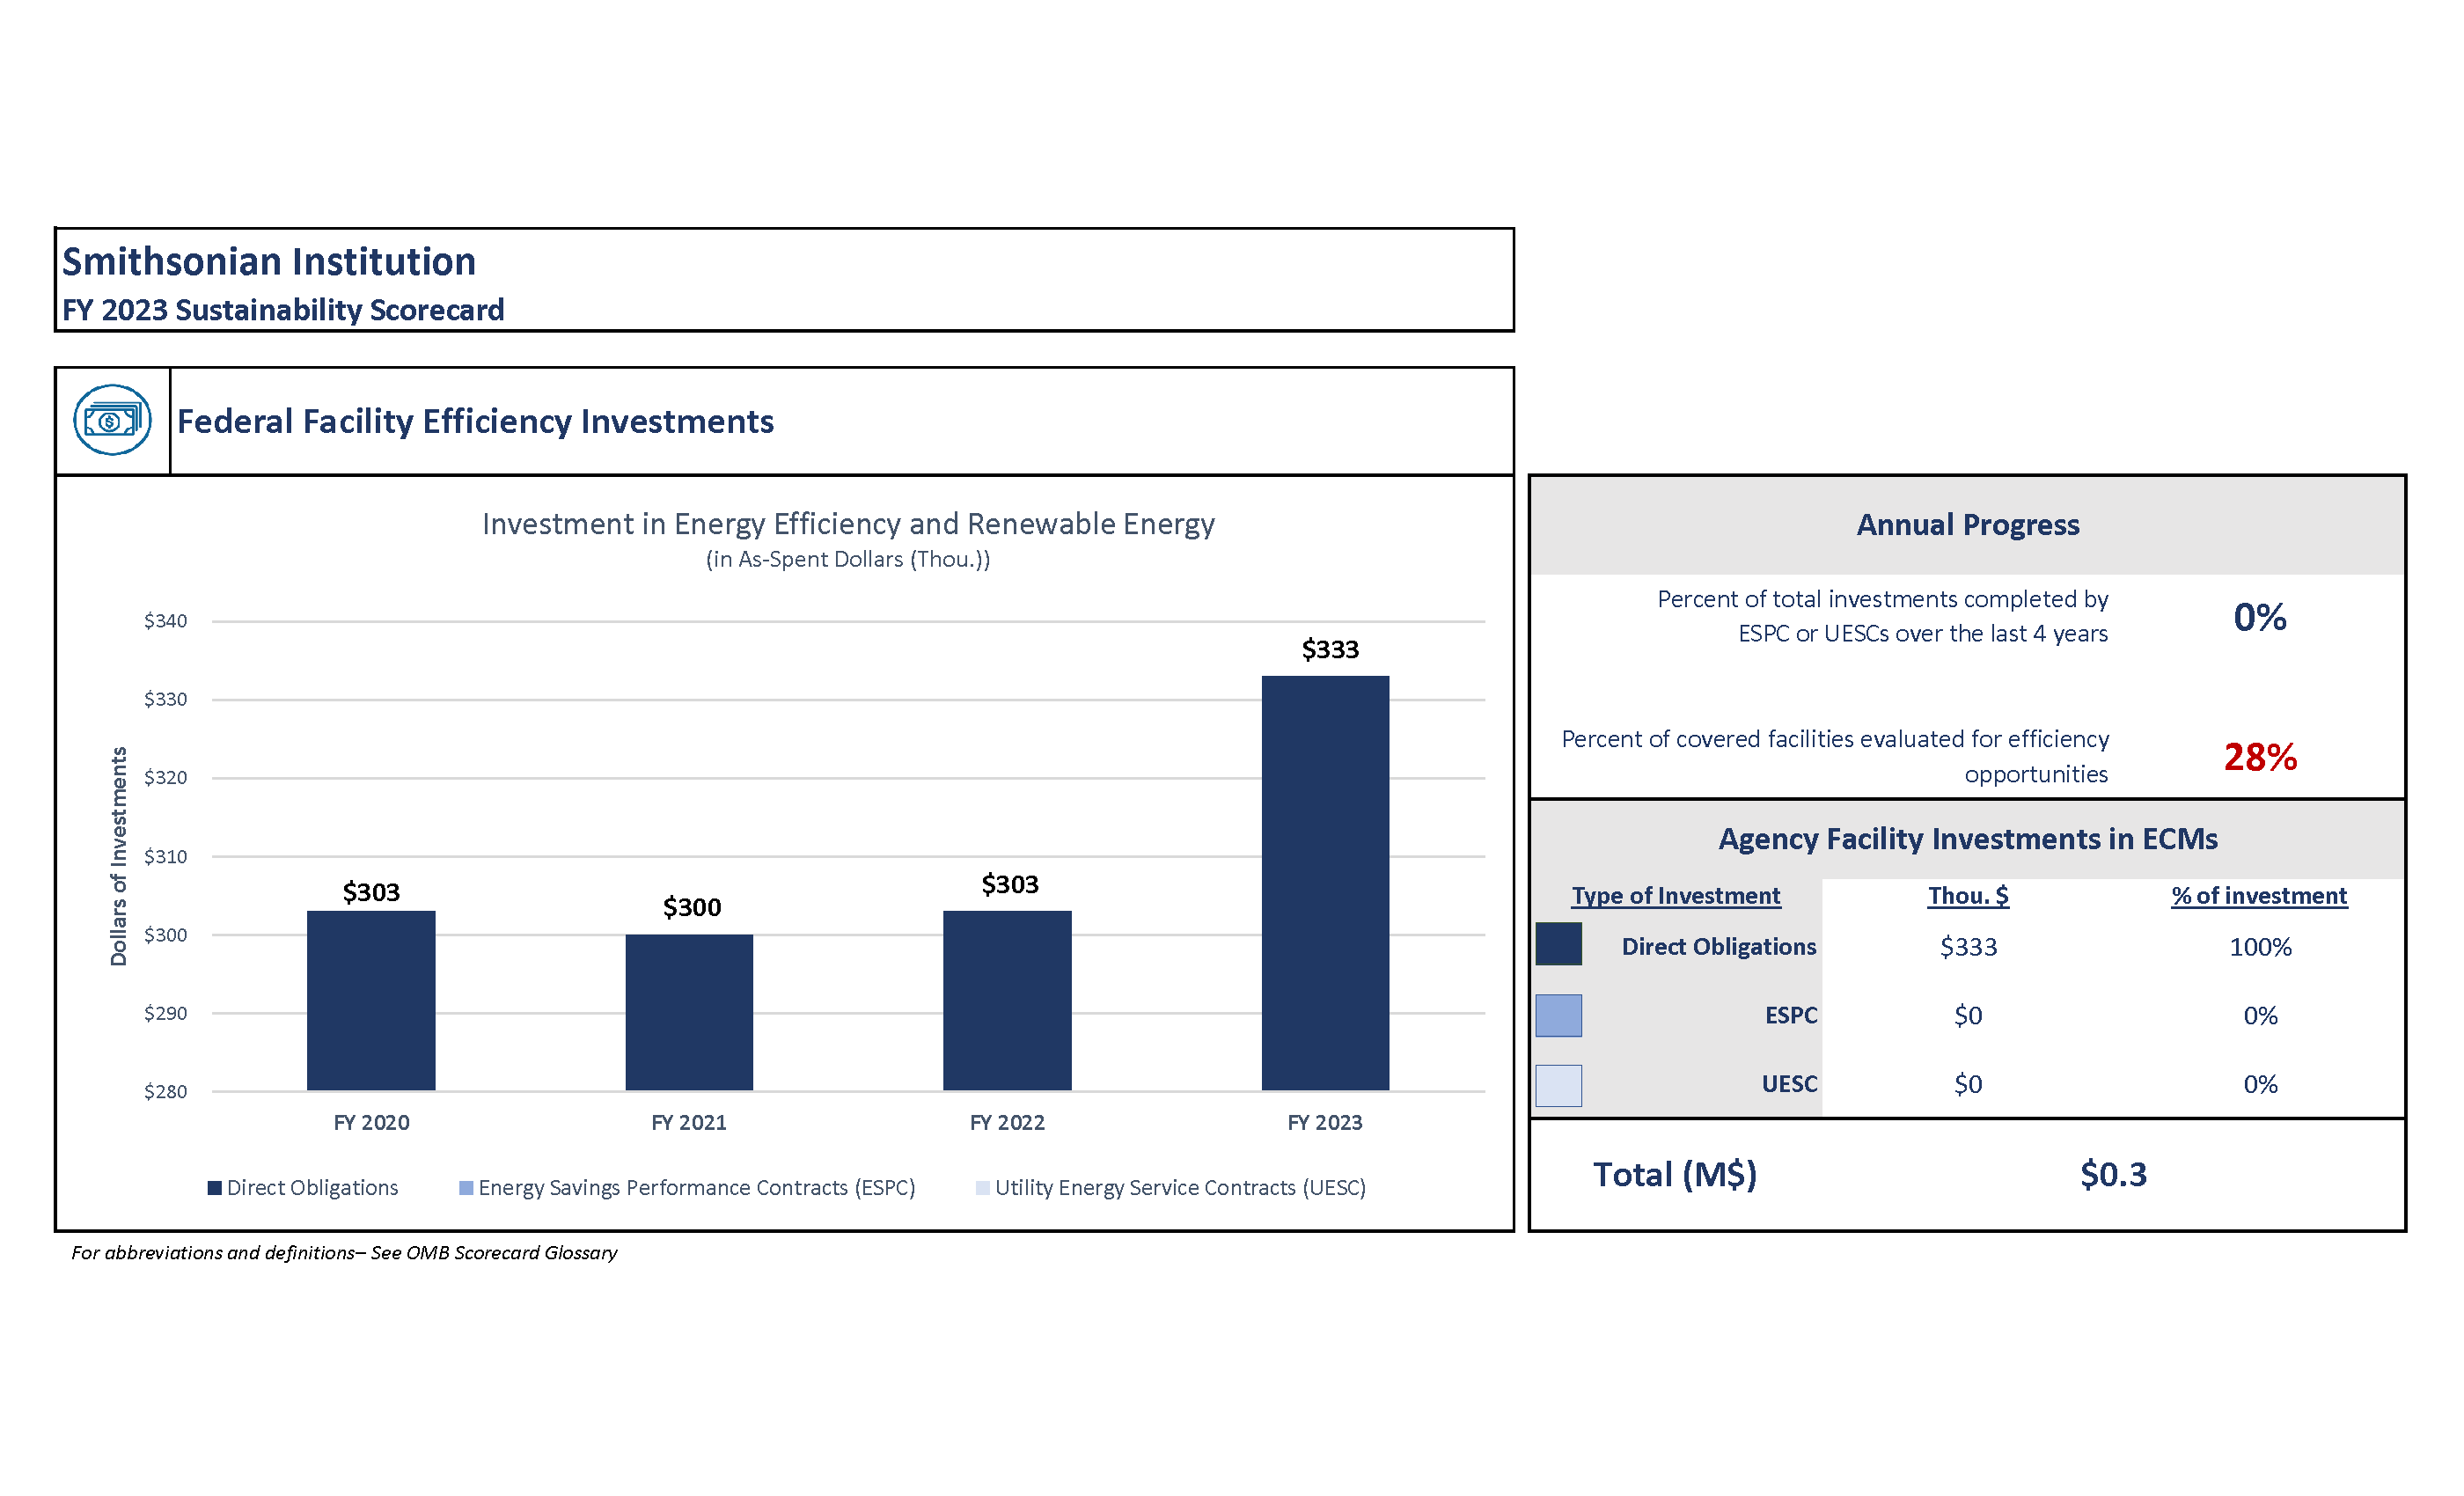 Smithsonian Institution
FY 2023 Sustainability Scorecard
Federal Facility Efficiency Investments
Investment in Energy Efficiency and Renewable Energy
(in As-Spent Dollars (Thou.))
Dollars of Investments
$340
$330
$320
$310
$300
$290
$280
$303
$300
$303
$333
FY 2020
FY 2021
FY 2022
FY 2023
Direct Obligations
Energy Savings Performance Contracts (ESPC)
Utility Energy Service Contracts (UESC)
For abbreviations and definitions– See OMB Scorecard Glossary
Annual Progress
Percent of total investments completed by
ESPC or UESCs over the last 4 years
0%
Percent of covered facilities evaluated for efficiency
opportunities
28%
Agency Facility Investments in ECMs
Type of Investment Thou. $ % of investment
Direct Obligations $333 100%
ESPC $0 0%
UESC $0 0%
Total (M$) $0.3